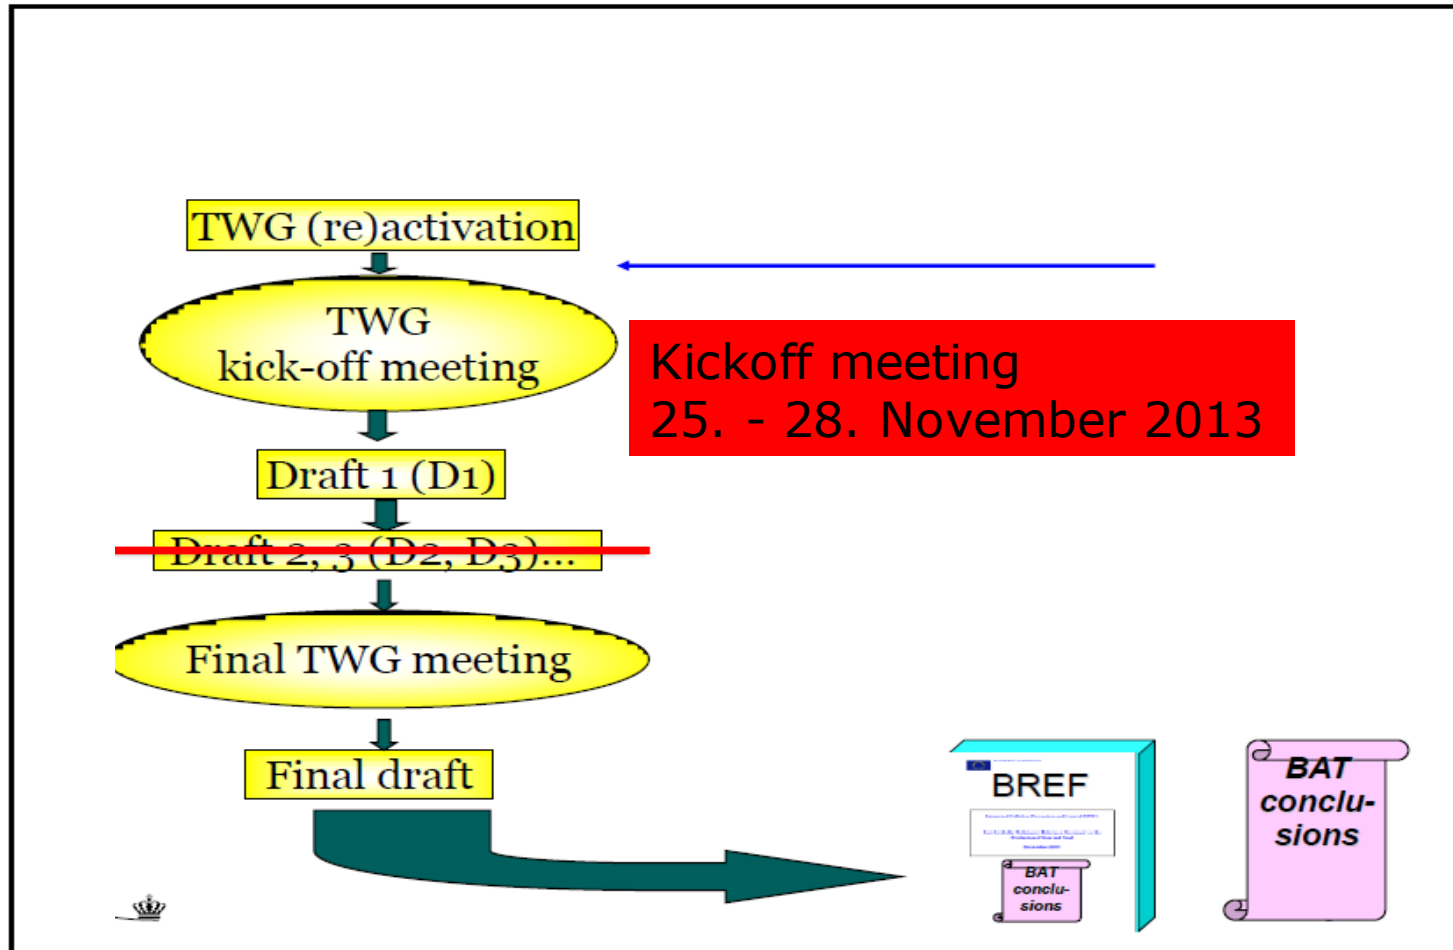 TWG (re)activation
TWG
kick-off meeting
Kickoff meeting
25. - 28. November 2013
Draft 1 (D1)
Draft 2, 3 (D2, D3)...
Final TWG meeting
Final draft
BREF
BAT
conclu-
sions
BAT
conclu-
sions